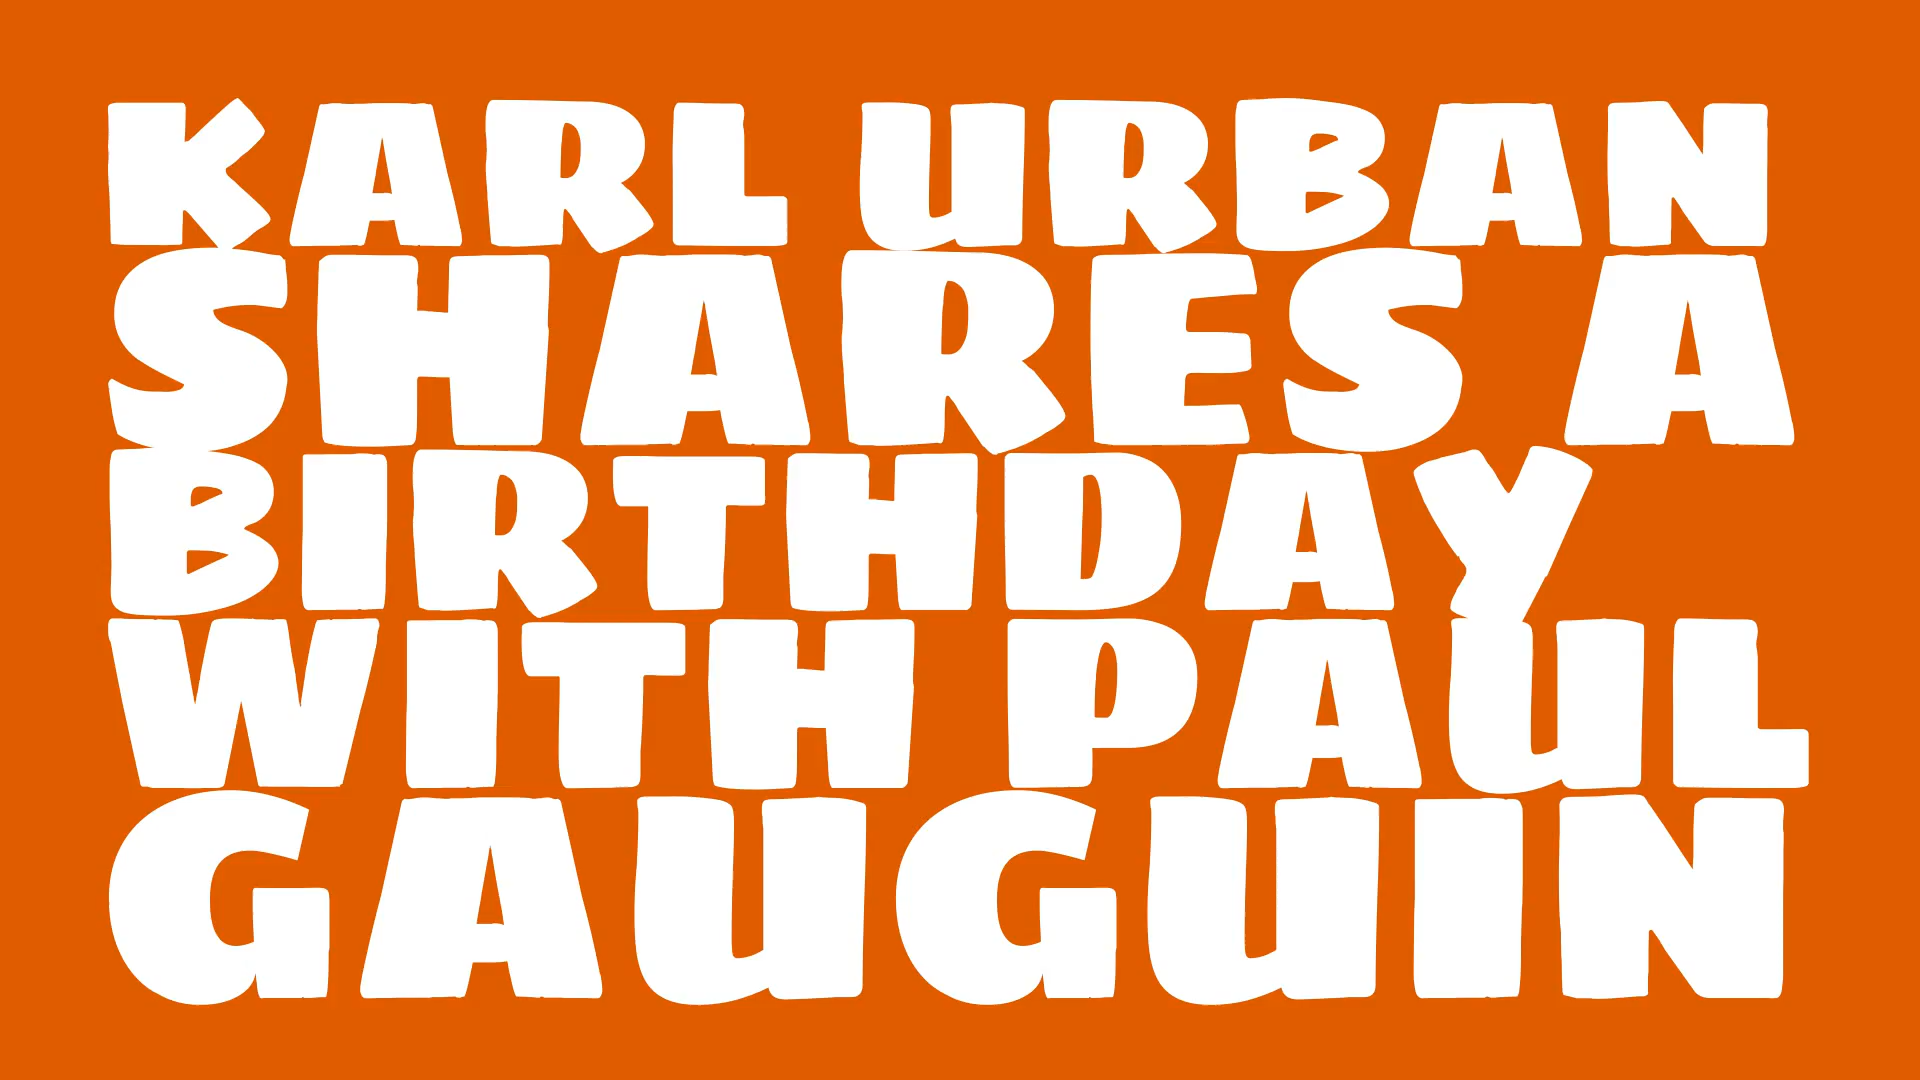 KARL URBAN
SHARES A
BIRTHDAY
WITH PAUL
GAUGUIN